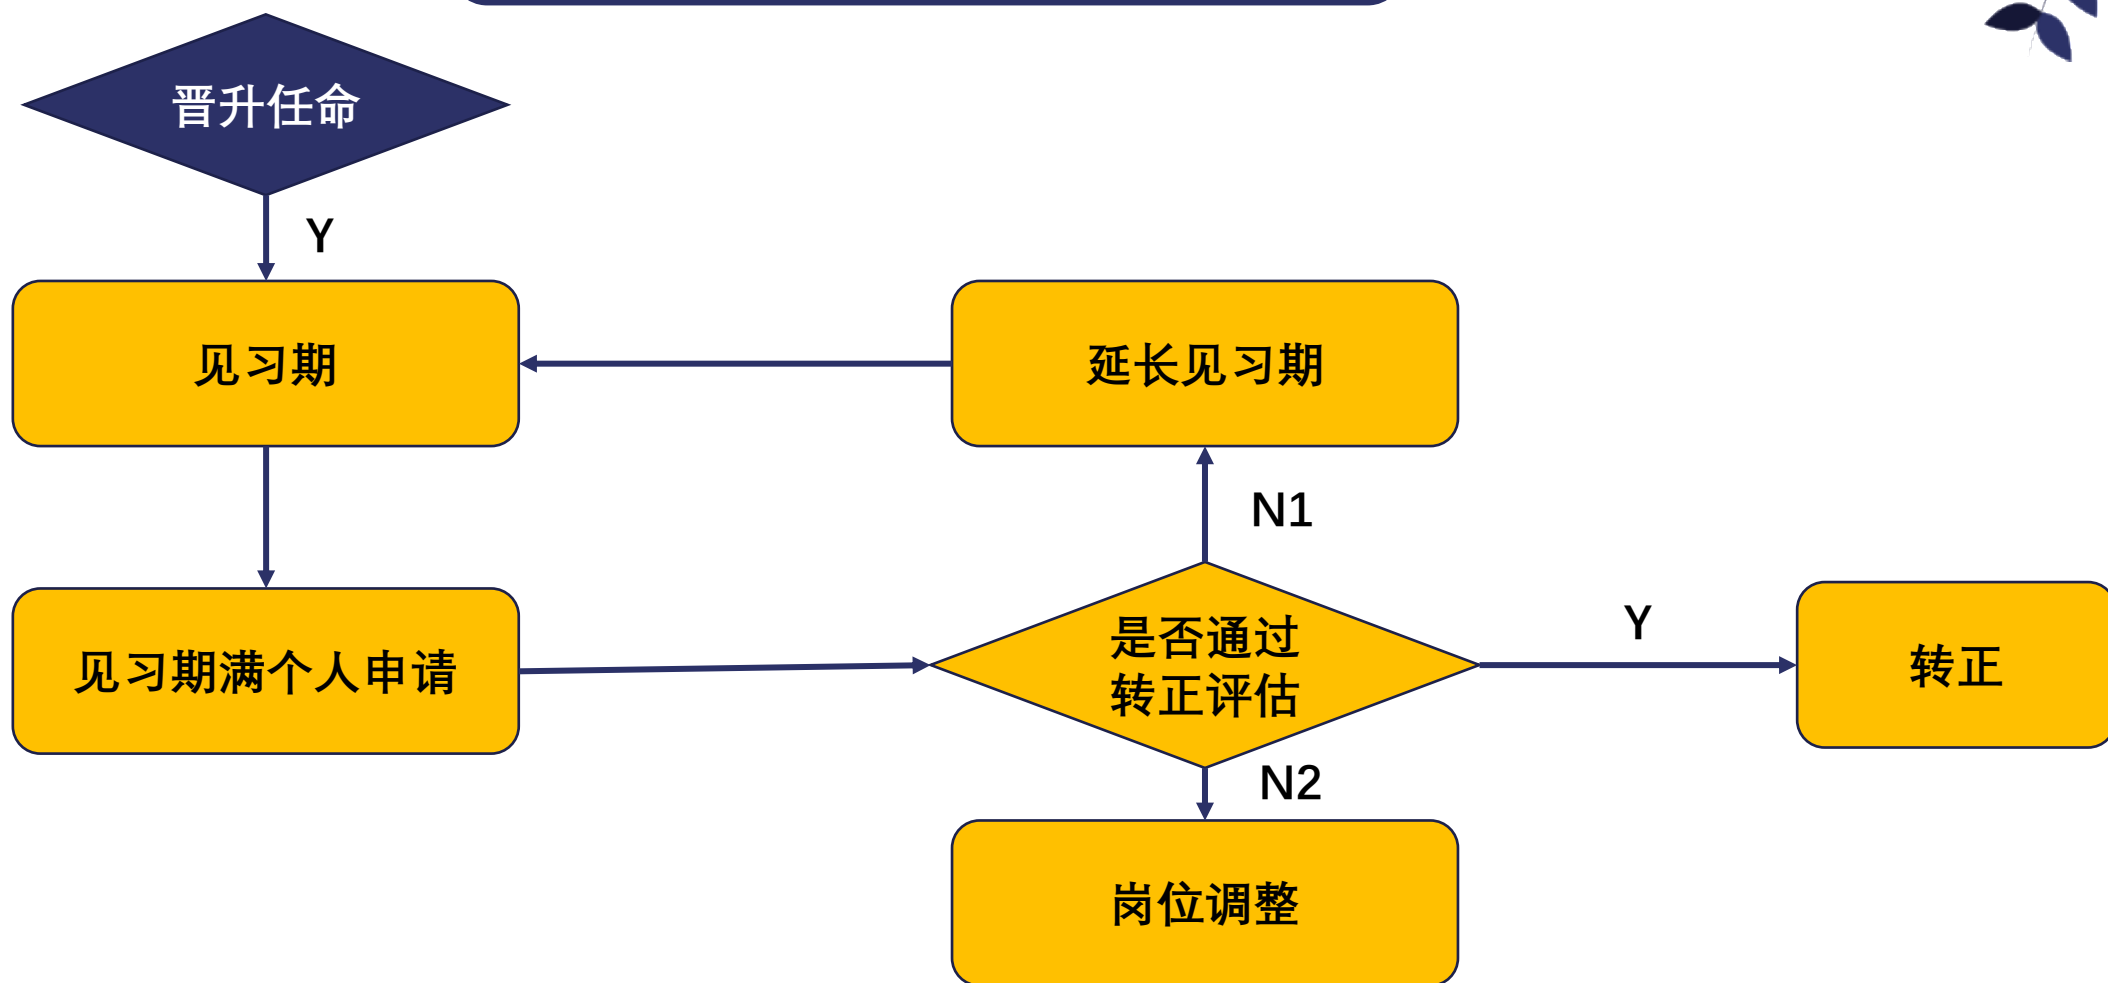 晋升任命
Y
见习期
延长见习期
N1
见习期满个人申请
是否通过
转正评估
Y
转正
N2
岗位调整